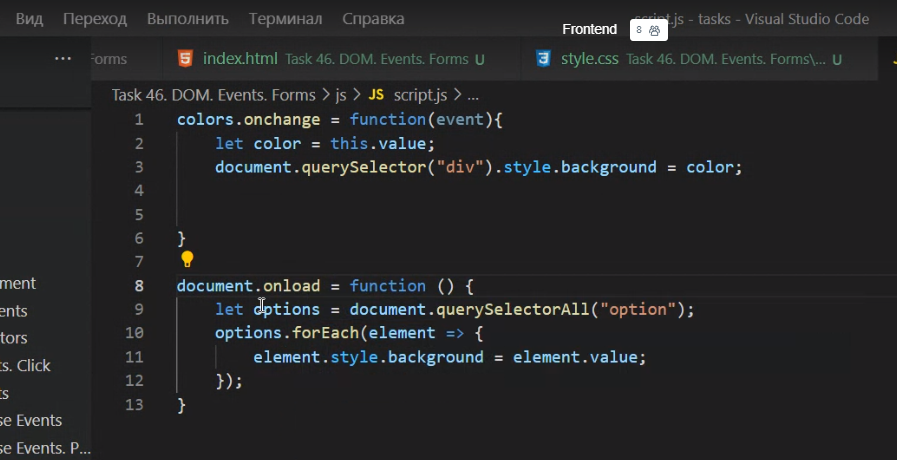 Вид Переход Выполнить Терминал Справка script.js - tasks - Visual Studio Code
Frontend 8
... Forms index.html Task 46. DOM. Events. Forms U style.css Task 46. DOM. Events. Forms\... U
Task 46. DOM. Events. Forms > js > JS script.js > ...
1 colors.onchange = function(event){
2 let color = this.value;
3 document.querySelector("div").style.background = color;
4
5
6 }
7
8 document.onload = function () {
9 let options = document.querySelectorAll("option");
10 options.forEach(element => {
11 element.style.background = element.value;
12 });
13 }
ment
ents
tors
s. Click
ts
se Events
se Events. P...